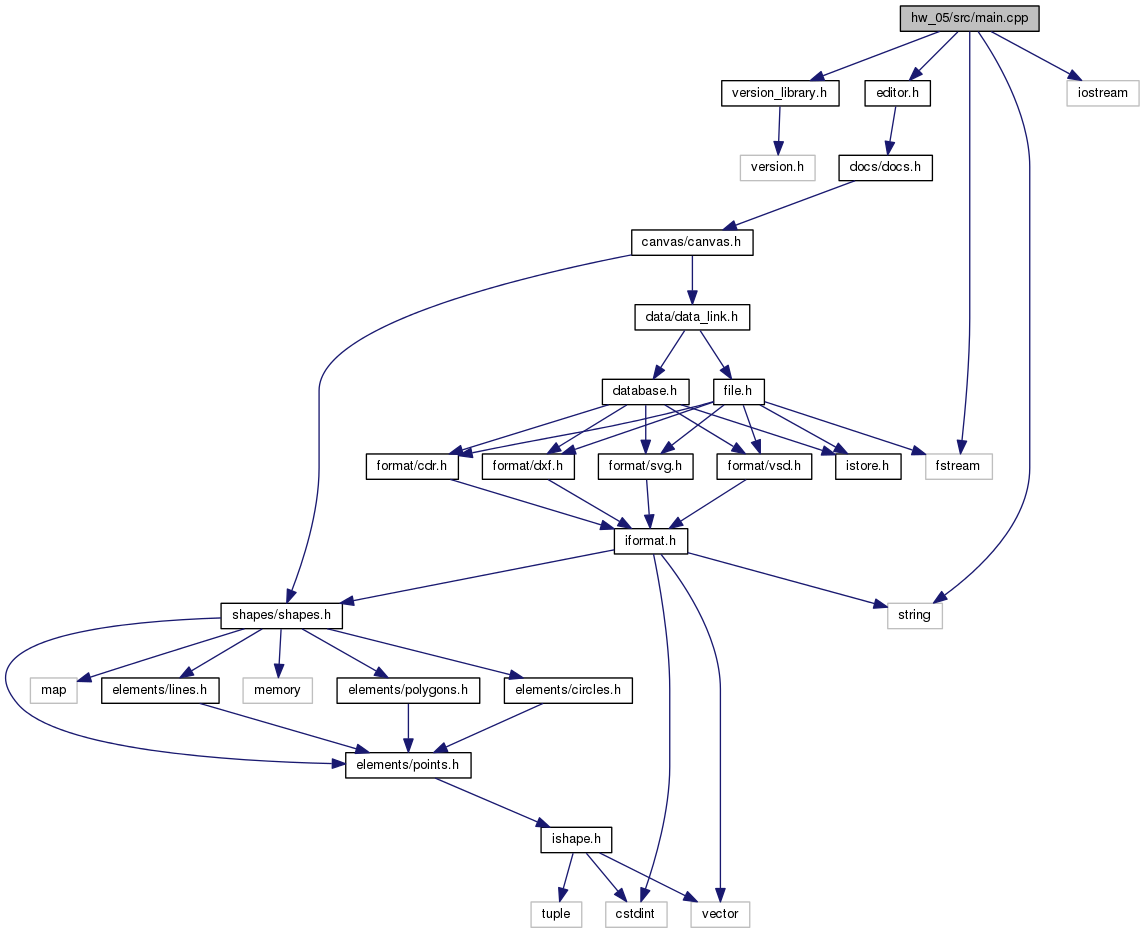 hw_05/src/main.cpp
version_library.h
editor.h
iostream
version.h
docs/docs.h
canvas/canvas.h
data/data_link.h
database.h
file.h
format/cdr.h
format/dxf.h
format/svg.h
format/vsd.h
istore.h
fstream
iformat.h
shapes/shapes.h
string
map
elements/lines.h
memory
elements/polygons.h
elements/circles.h
elements/points.h
ishape.h
tuple
cstdint
vector